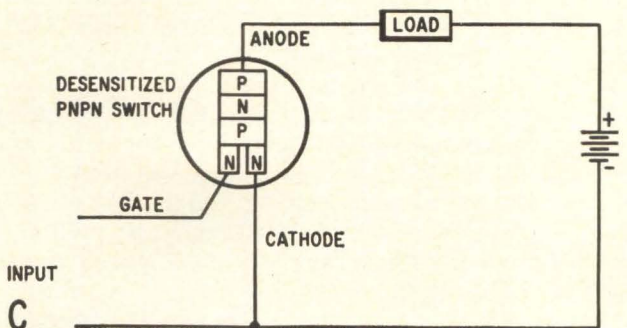 LOAD
ANODE
DESENSITIZED
PNPN SWITCH
P
N
P
N N
+
-
GATE
CATHODE
INPUT
C